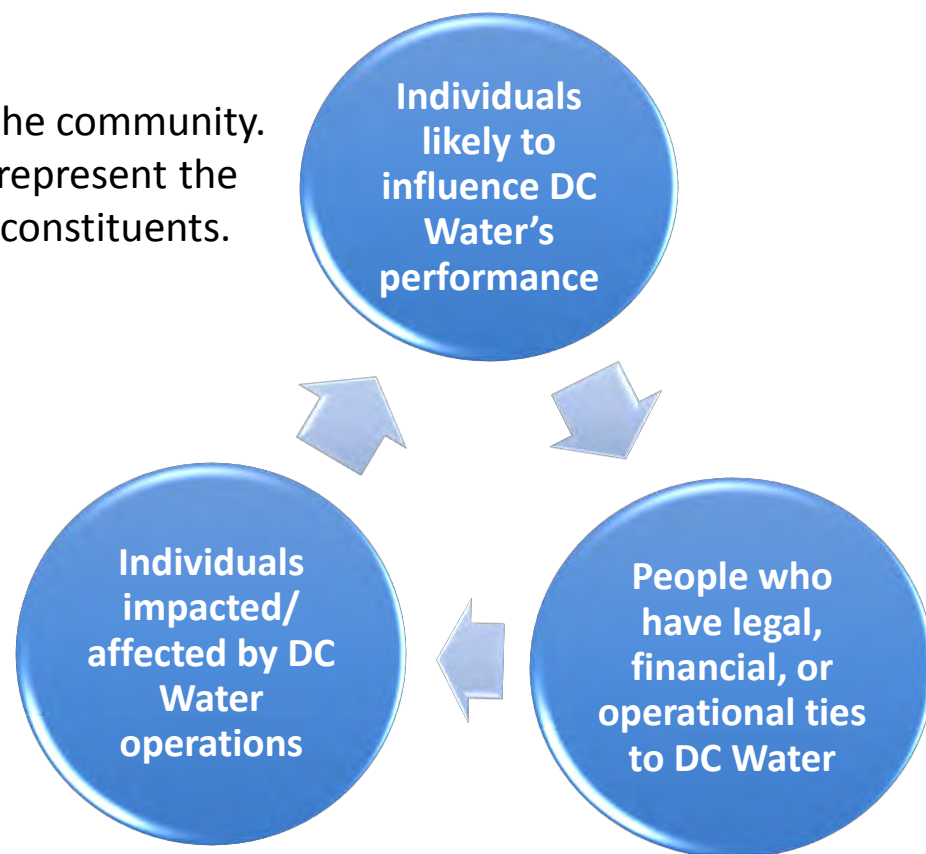 he community.
represent the
constituents.
Individuals
likely to
influence DC
Water’s
performance
Individuals
impacted/
affected by DC
Water
operations
People who
have legal,
financial, or
operational ties
to DC Water